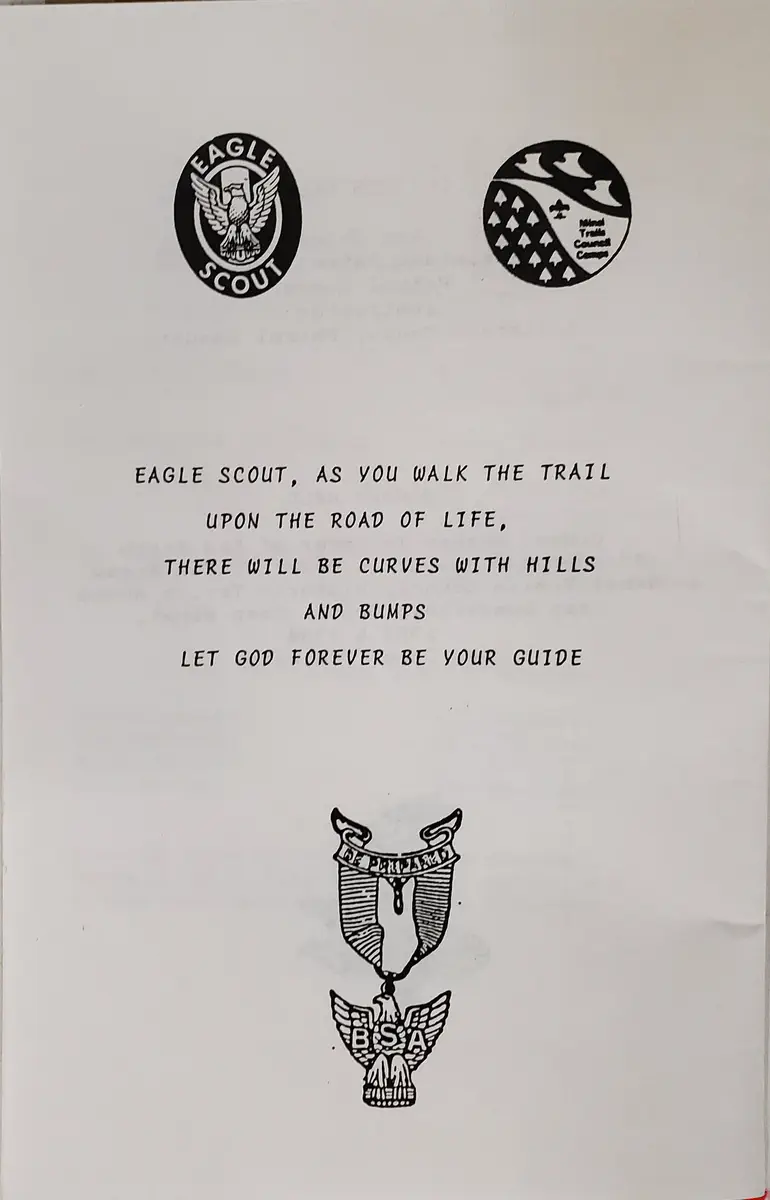 EAGLE
SCOUT
Minsi
Trails
Council
Camps
EAGLE SCOUT, AS YOU WALK THE TRAIL
UPON THE ROAD OF LIFE,
THERE WILL BE CURVES WITH HILLS
AND BUMPS
LET GOD FOREVER BE YOUR GUIDE
BE PREPARED
BSA